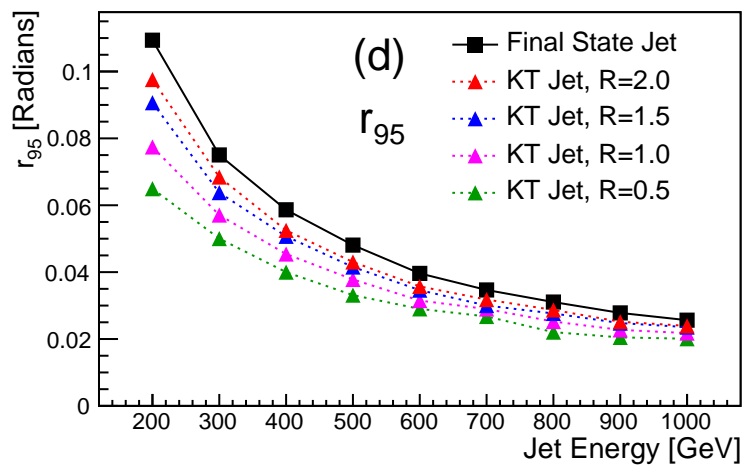 (d)
r95
Final State Jet
KT Jet, R=2.0
KT Jet, R=1.5
KT Jet, R=1.0
KT Jet, R=0.5
r95 [Radians]
0.1
0.08
0.06
0.04
0.02
0
200 300 400 500 600 700 800 900 1000
Jet Energy [GeV]